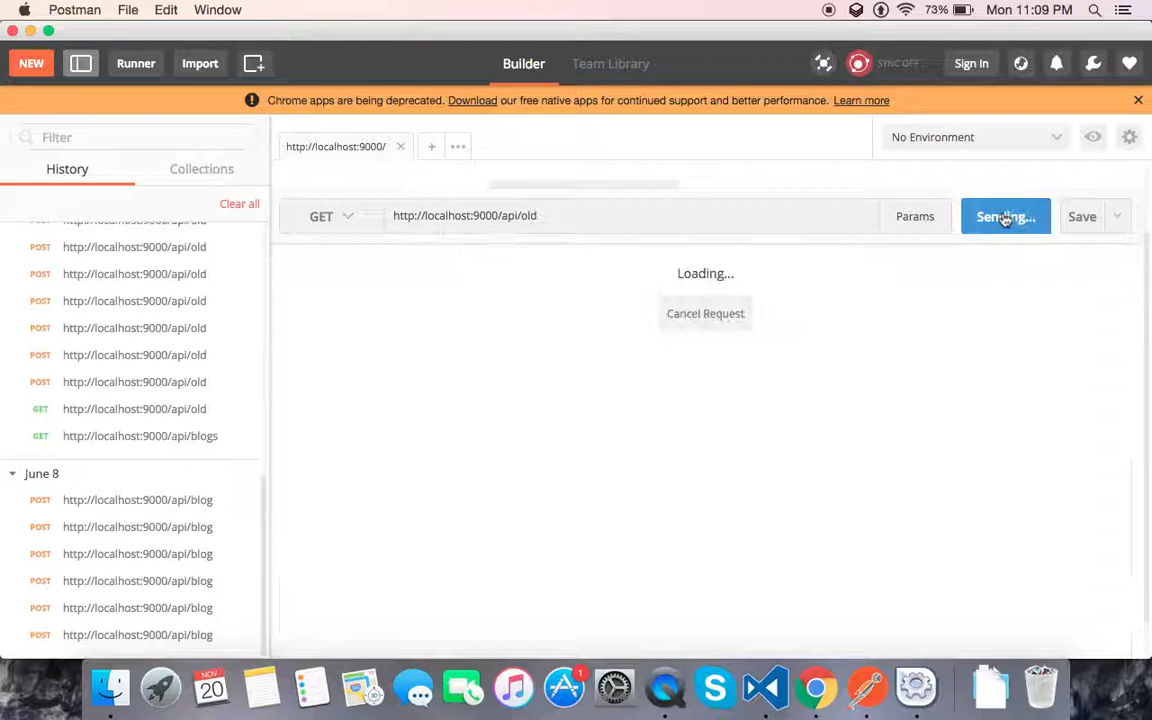 Postman File Edit Window 73% Mon 11:09 PM
NEW Runner Import Builder Team Library SYNC OFF Sign In
Chrome apps are being deprecated. Download our free native apps for continued support and better performance. Learn more
Filter
http://localhost:9000/
No Environment
History Collections
Clear all
GET http://localhost:9000/api/old Params Sending... Save
POST http://localhost:9000/api/old
POST http://localhost:9000/api/old
POST http://localhost:9000/api/old
POST http://localhost:9000/api/old
POST http://localhost:9000/api/old
POST http://localhost:9000/api/old
GET http://localhost:9000/api/old
GET http://localhost:9000/api/blogs
June 8
POST http://localhost:9000/api/blog
POST http://localhost:9000/api/blog
POST http://localhost:9000/api/blog
POST http://localhost:9000/api/blog
POST http://localhost:9000/api/blog
POST http://localhost:9000/api/blog
Loading...
Cancel Request
NOV
20
1